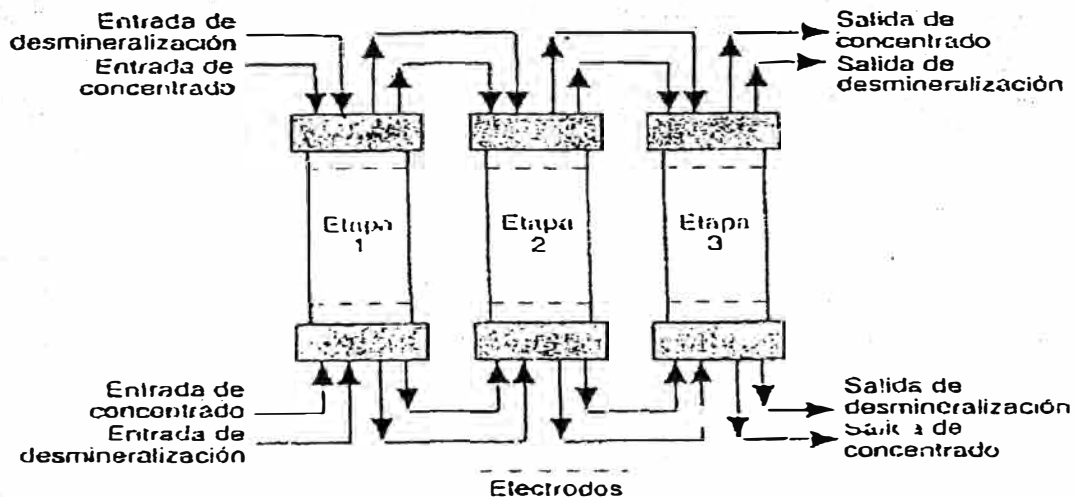 Entrada de
desmineralización
Entrada de
concentrado
Salida de
concentrado
Salida de
desmineralización
Etapa
1
Etapa
2
Etapa
3
Entrada de
concentrado
Entrada de
desmineralización
Salida de
desmineralización
de
concentrado
Electrodos